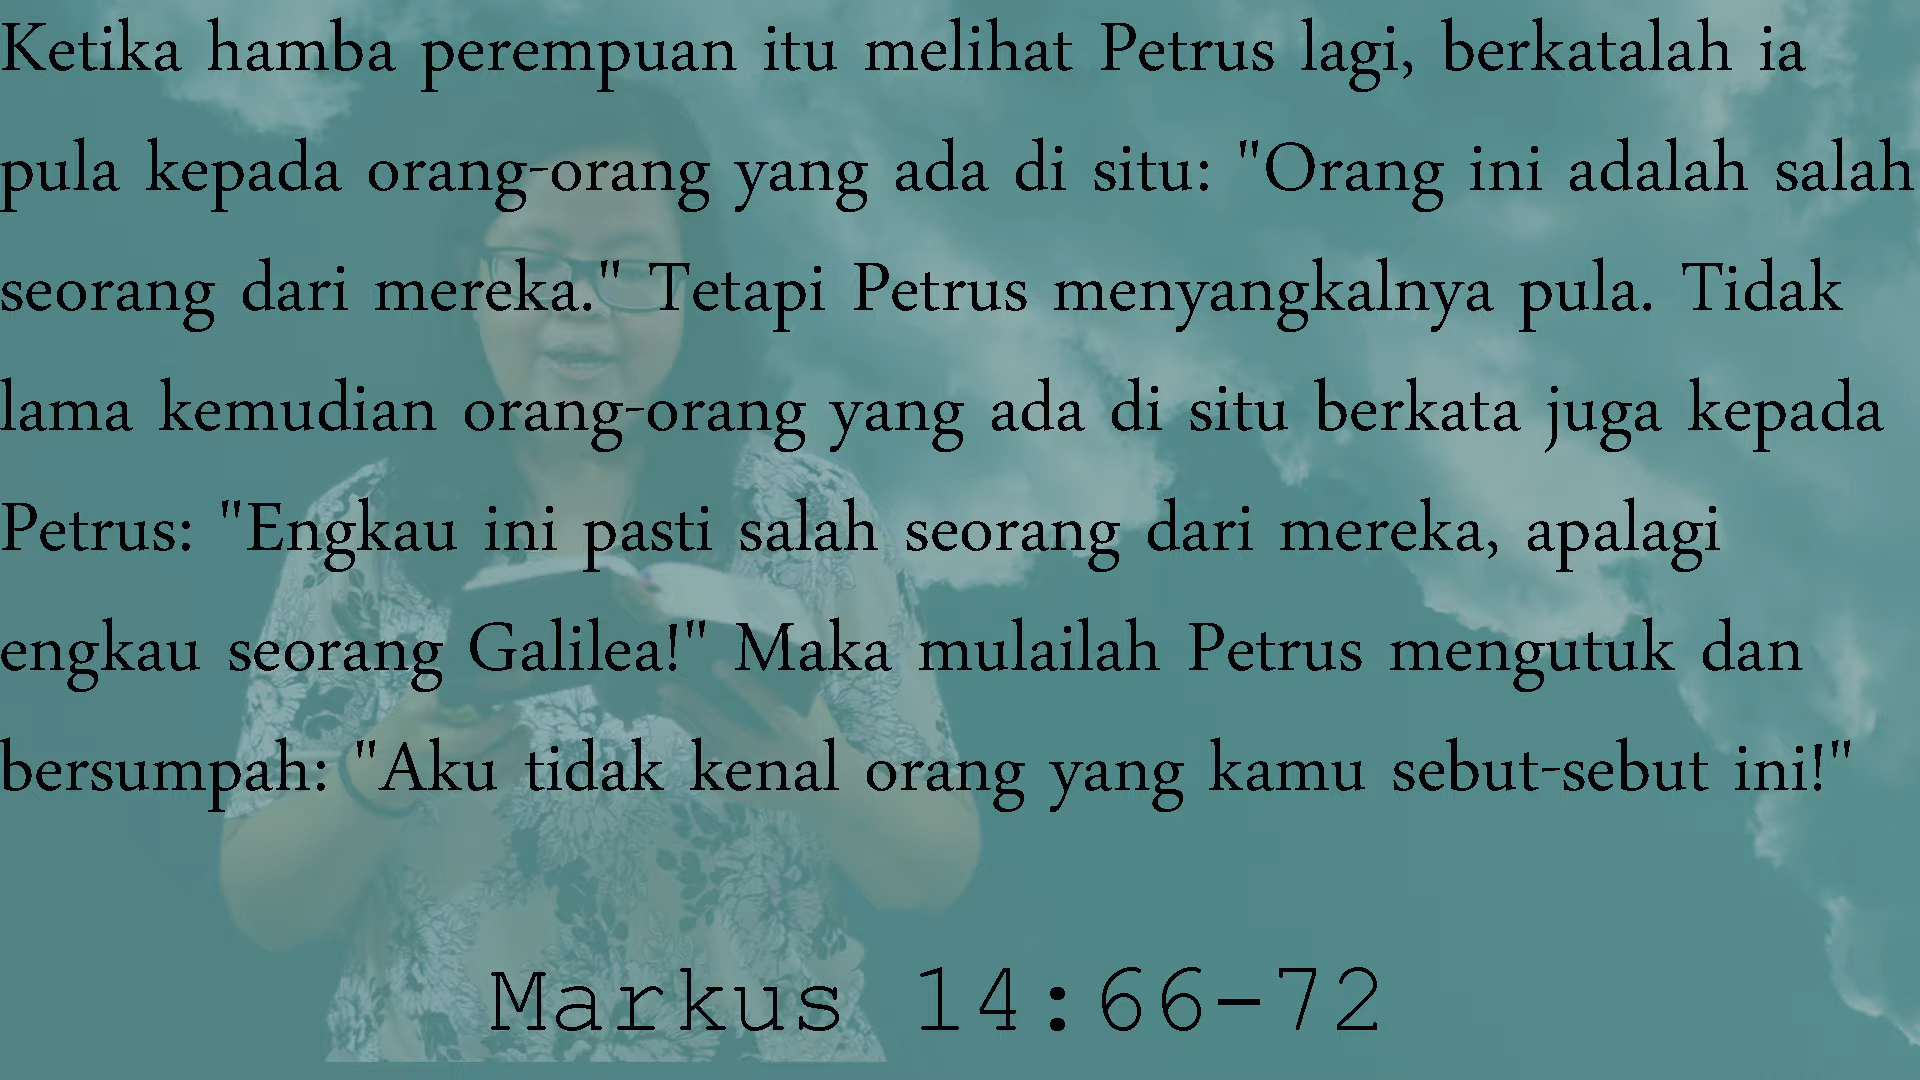 Ketika hamba perempuan itu melihat Petrus lagi, berkatalah ia
pula kepada orang-orang yang ada di situ: "Orang ini adalah salah
seorang dari mereka." Tetapi Petrus menyangkalnya pula. Tidak
lama kemudian orang-orang yang ada di situ berkata juga kepada
Petrus: "Engkau ini pasti salah seorang dari mereka, apalagi
engkau seorang Galilea!" Maka mulailah Petrus mengutuk dan
bersumpah: "Aku tidak kenal orang yang kamu sebut-sebut ini!"
Markus 14:66-72